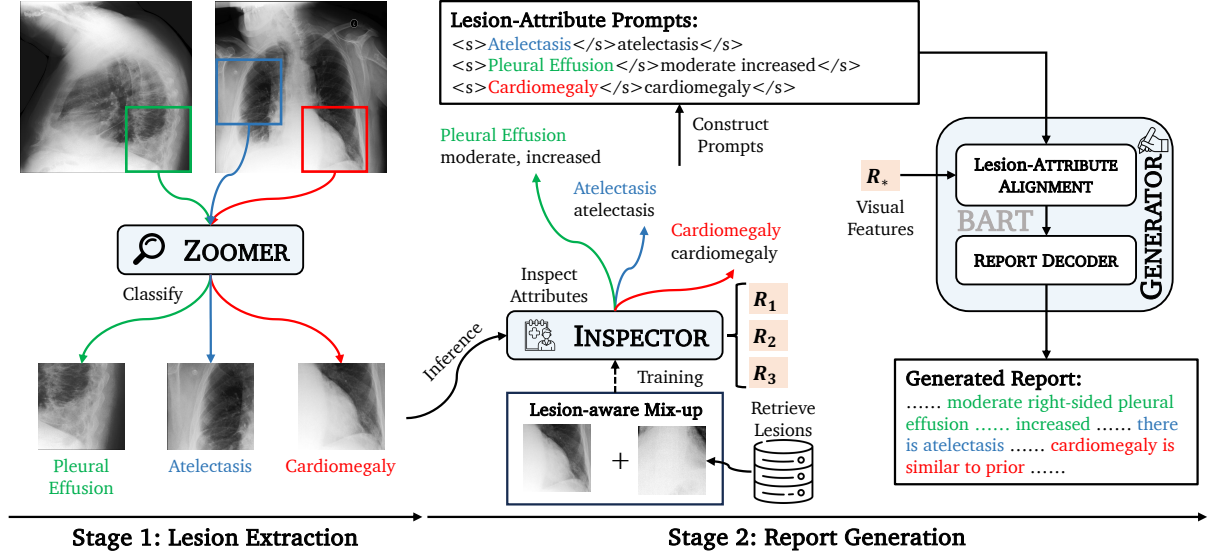 ZOOMER
Classify
Pleural
Effusion
Atelectasis
Cardiomegaly
Stage 1: Lesion Extraction
Lesion-Attribute Prompts:
<s>Atelectasis</s>atelectasis</s>
<s>Pleural Effusion</s>moderate increased</s>
<s>Cardiomegaly</s>cardiomegaly</s>
Construct
Prompts
Pleural Effusion
moderate, increased
Atelectasis
atelectasis
Cardiomegaly
cardiomegaly
Inspect
Attributes
Inference
INSPECTOR
R1
R2
R3
Training
Lesion-aware Mix-up
+
Retrieve
Lesions
R*
Visual
Features
LESION-ATTRIBUTE
ALIGNMENT
BART
REPORT DECODER
GENERATOR
Generated Report:
...... moderate right-sided pleural
effusion ...... increased ...... there
is atelectasis ...... cardiomegaly is
similar to prior ......
Stage 2: Report Generation